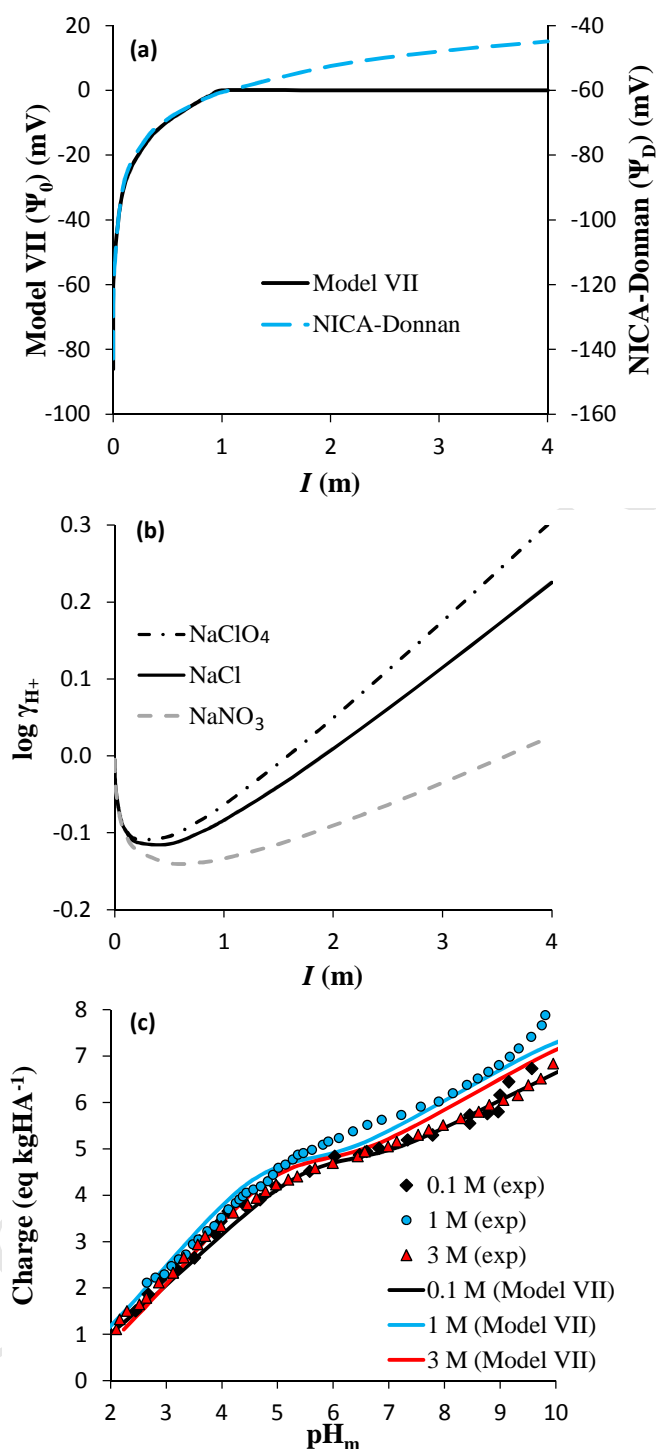 (a)
20
0
-20
-40
-60
-80
-100
Model VII (Ψ0) (mV)
-40
-60
-80
-100
-120
-140
-160
NICA-Donnan (ΨD) (mV)
Model VII
NICA-Donnan
0 1 2 3 4
I (m)
(b)
0.3
0.2
0.1
0.0
-0.1
-0.2
log γH+
NaClO4
NaCl
NaNO3
0 1 2 3 4
I (m)
(c)
8
7
6
5
4
3
2
1
0
Charge (eq kgHA-1)
0.1 M (exp)
1 M (exp)
3 M (exp)
0.1 M (Model VII)
1 M (Model VII)
3 M (Model VII)
2 3 4 5 6 7 8 9 10
pHm